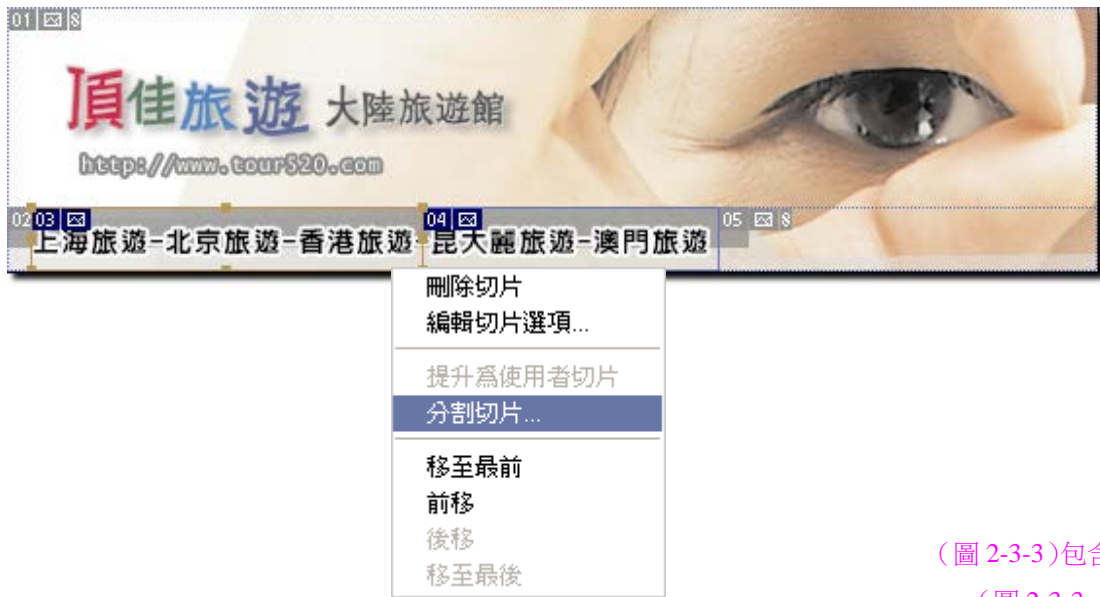 01 8
頂佳旅遊 大陸旅遊館
http://www.tour520.com
02 03 04 05 8
上海旅遊-北京旅遊-香港旅遊-昆大麗旅遊-澳門旅遊
刪除切片
編輯切片選項...
提升爲使用者切片
分割切片...
移至最前
前移
後移
移至最後
（圖 2-3-3）包含